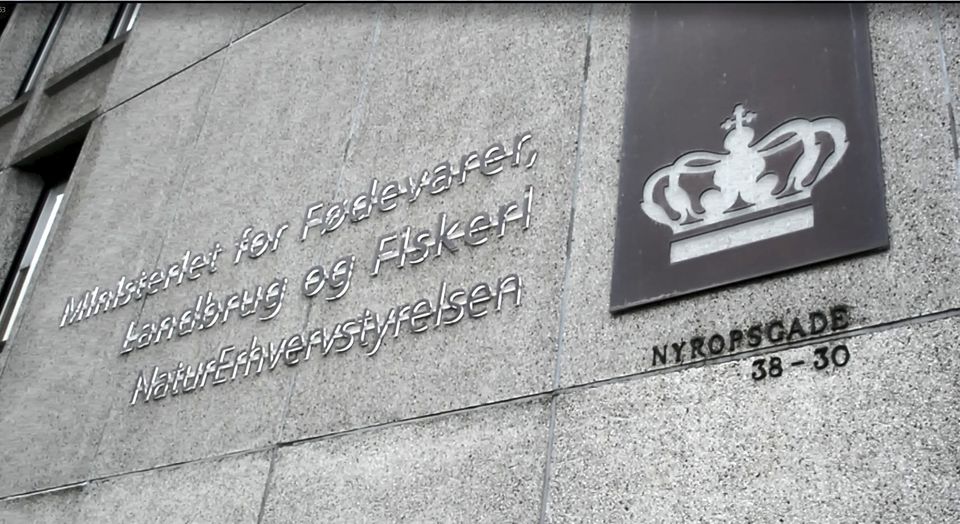 Ministeriet for Fødevarer,
Landbrug og Fiskeri
NaturErhvervstyrelsen
NYROPSGADE
38 - 30